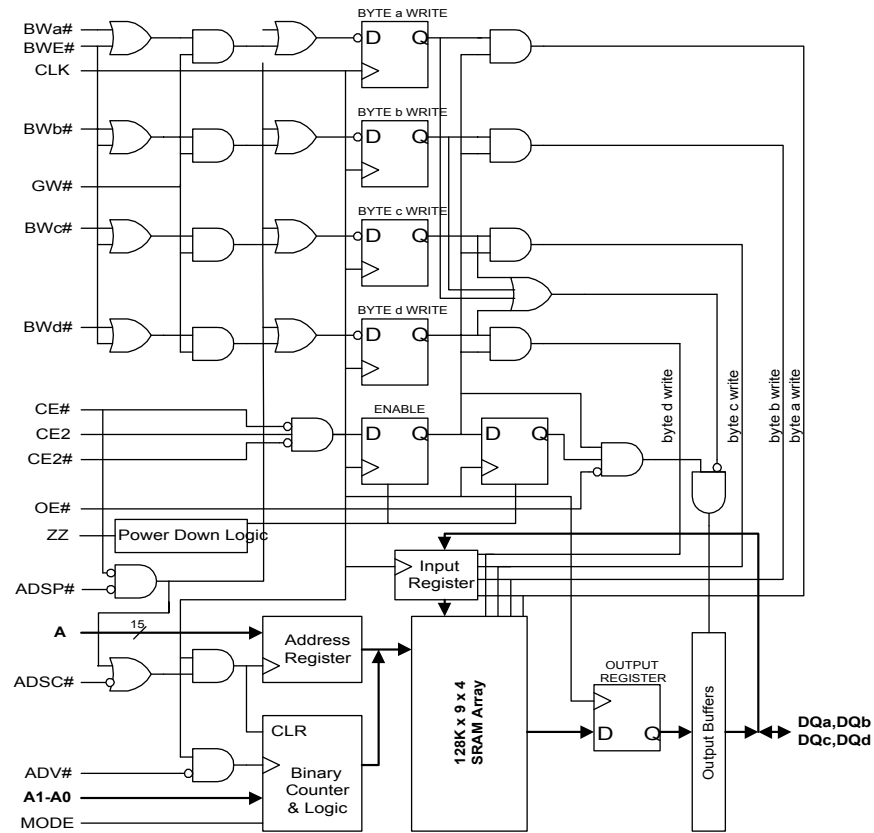 BYTE a WRITE
BWa#
BWE#
CLK
D Q
BYTE b WRITE
BWb#
D Q
GW#
BYTE c WRITE
BWc#
D Q
BYTE d WRITE
BWd#
D Q
byte d write
byte c write
byte b write
byte a write
CE#
CE2
CE2#
ENABLE
D Q
D Q
OE#
ZZ
Power Down Logic
ADSP#
Input
Register
A
15
Address
Register
ADSC#
OUTPUT
REGISTER
D Q
128K x 9 x 4
SRAM Array
Output Buffers
DQa,DQb
DQc,DQd
CLR
Binary
Counter
& Logic
ADV#
A1-A0
MODE